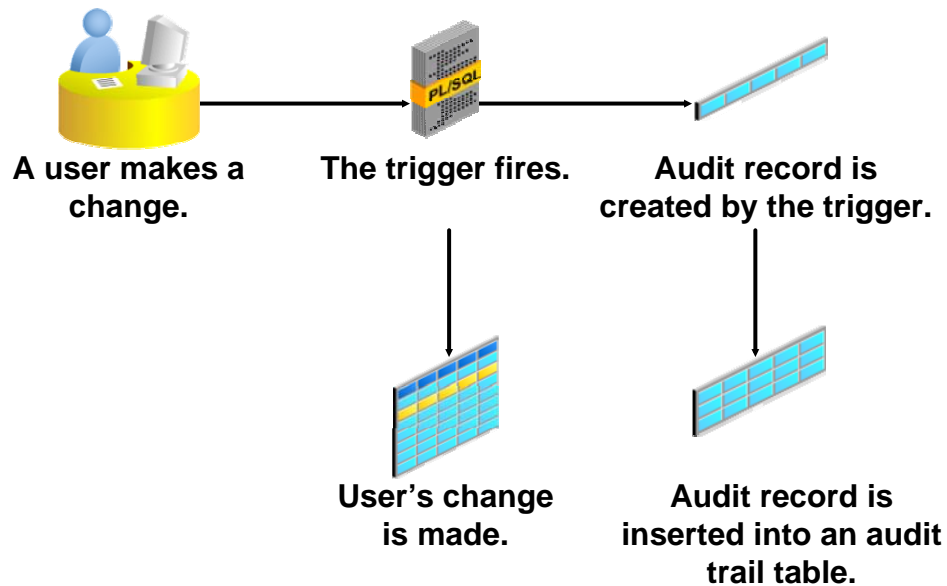 PL/SQL
A user makes a
change.
The trigger fires.
Audit record is
created by the trigger.
User’s change
is made.
Audit record is
inserted into an audit
trail table.